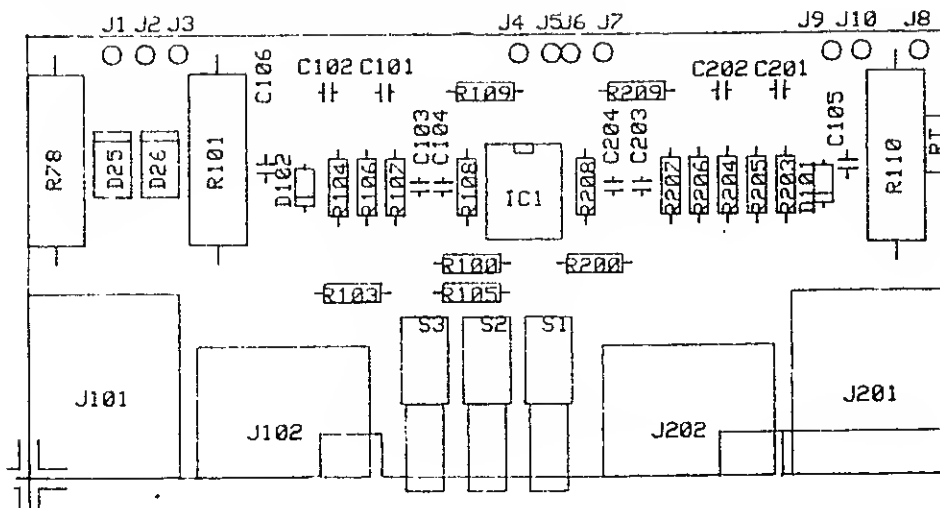 J1 J2 J3 J4 J5 J6 J7 J9 J10 J8
C106 C102 C101 R109 R209 C202 C201 C105
R78 D25 D26 R101 D102 R104 R106 R107 C103 C104 R108 IC1 R208 C204 C203 R207 R206 R204 R205 R203 D101 R110 RT
R100 R200
R103 R105
S3 S2 S1
J101 J201
J102 J202